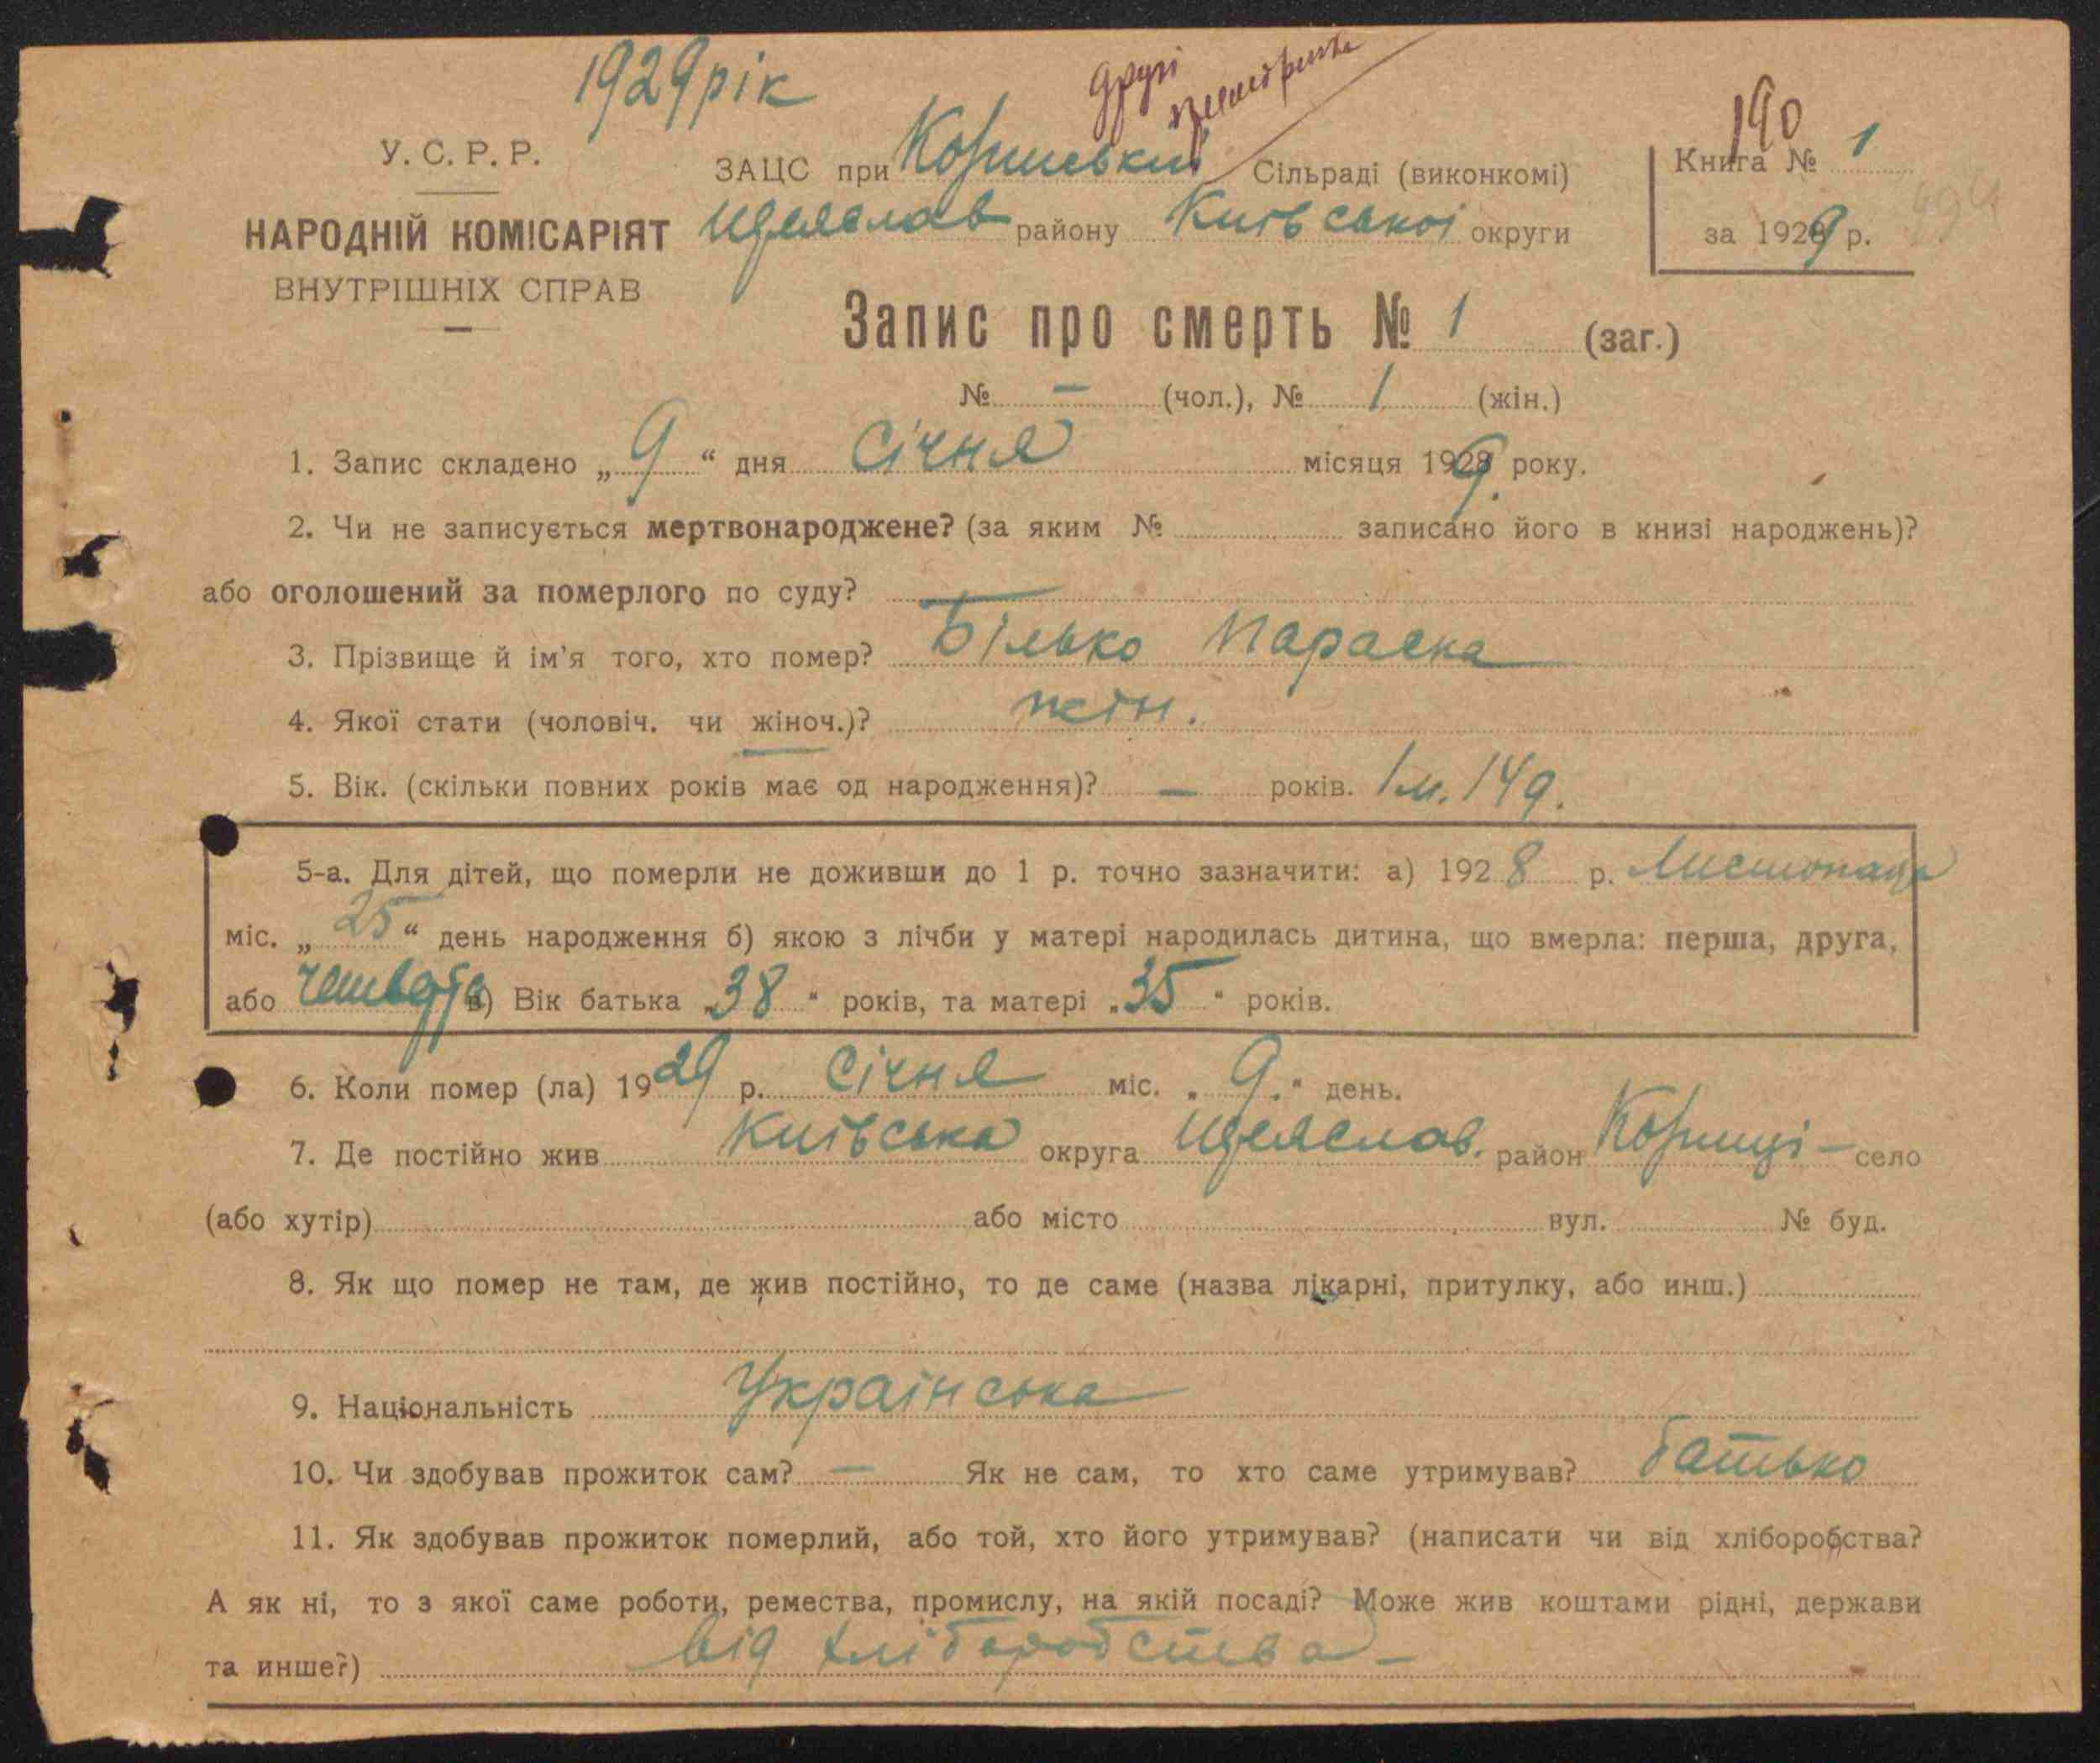 1929 рік
другі
190
У. С. Р. Р.
ЗАЦС при Сільраді (виконкомі)
Книга № 1
НАРОДНІЙ КОМІСАРІЯТ
району Київської округи
за 1929 р.
ВНУТРІШНІХ СПРАВ
Запис про смерть № 1 (заг.)
№ — (чол.), № 1 (жін.)
1. Запис складено „9“ дня Січня місяця 1929 року.
2. Чи не записується мертвонароджене? (за яким № записано його в книзі народжень)?
або оголошений за померлого по суду?
3. Прізвище й ім'я того, хто помер? Білько Параска
4. Якої стати (чоловіч. чи жіноч.)? жін.
5. Вік. (скільки повних років має од народження)? — років. 1 м. 14 д.
5-а. Для дітей, що померли не доживши до 1 р. точно зазначити: а) 1928 р. Листопада
міс. „25“ день народження б) якою з лічби у матері народилась дитина, що вмерла: перша, друга,
або четверта в) Вік батька „38“ років, та матері „35“ років.
6. Коли помер (ла) 1929 р. Січня міс. „9.“ день.
7. Де постійно жив Київська округа район село
(або хутір) або місто вул. № буд.
8. Як що помер не там, де жив постійно, то де саме (назва лікарні, притулку, або инш.)
9. Національність Українська
10. Чи здобував прожиток сам? — Як не сам, то хто саме утримував? батько
11. Як здобував прожиток померлий, або той, хто його утримував? (написати чи від хліборобства?
А як ні, то з якої саме роботи, ремества, промислу, на якій посаді? Може жив коштами рідні, держави
та инше?) від хліборобства —